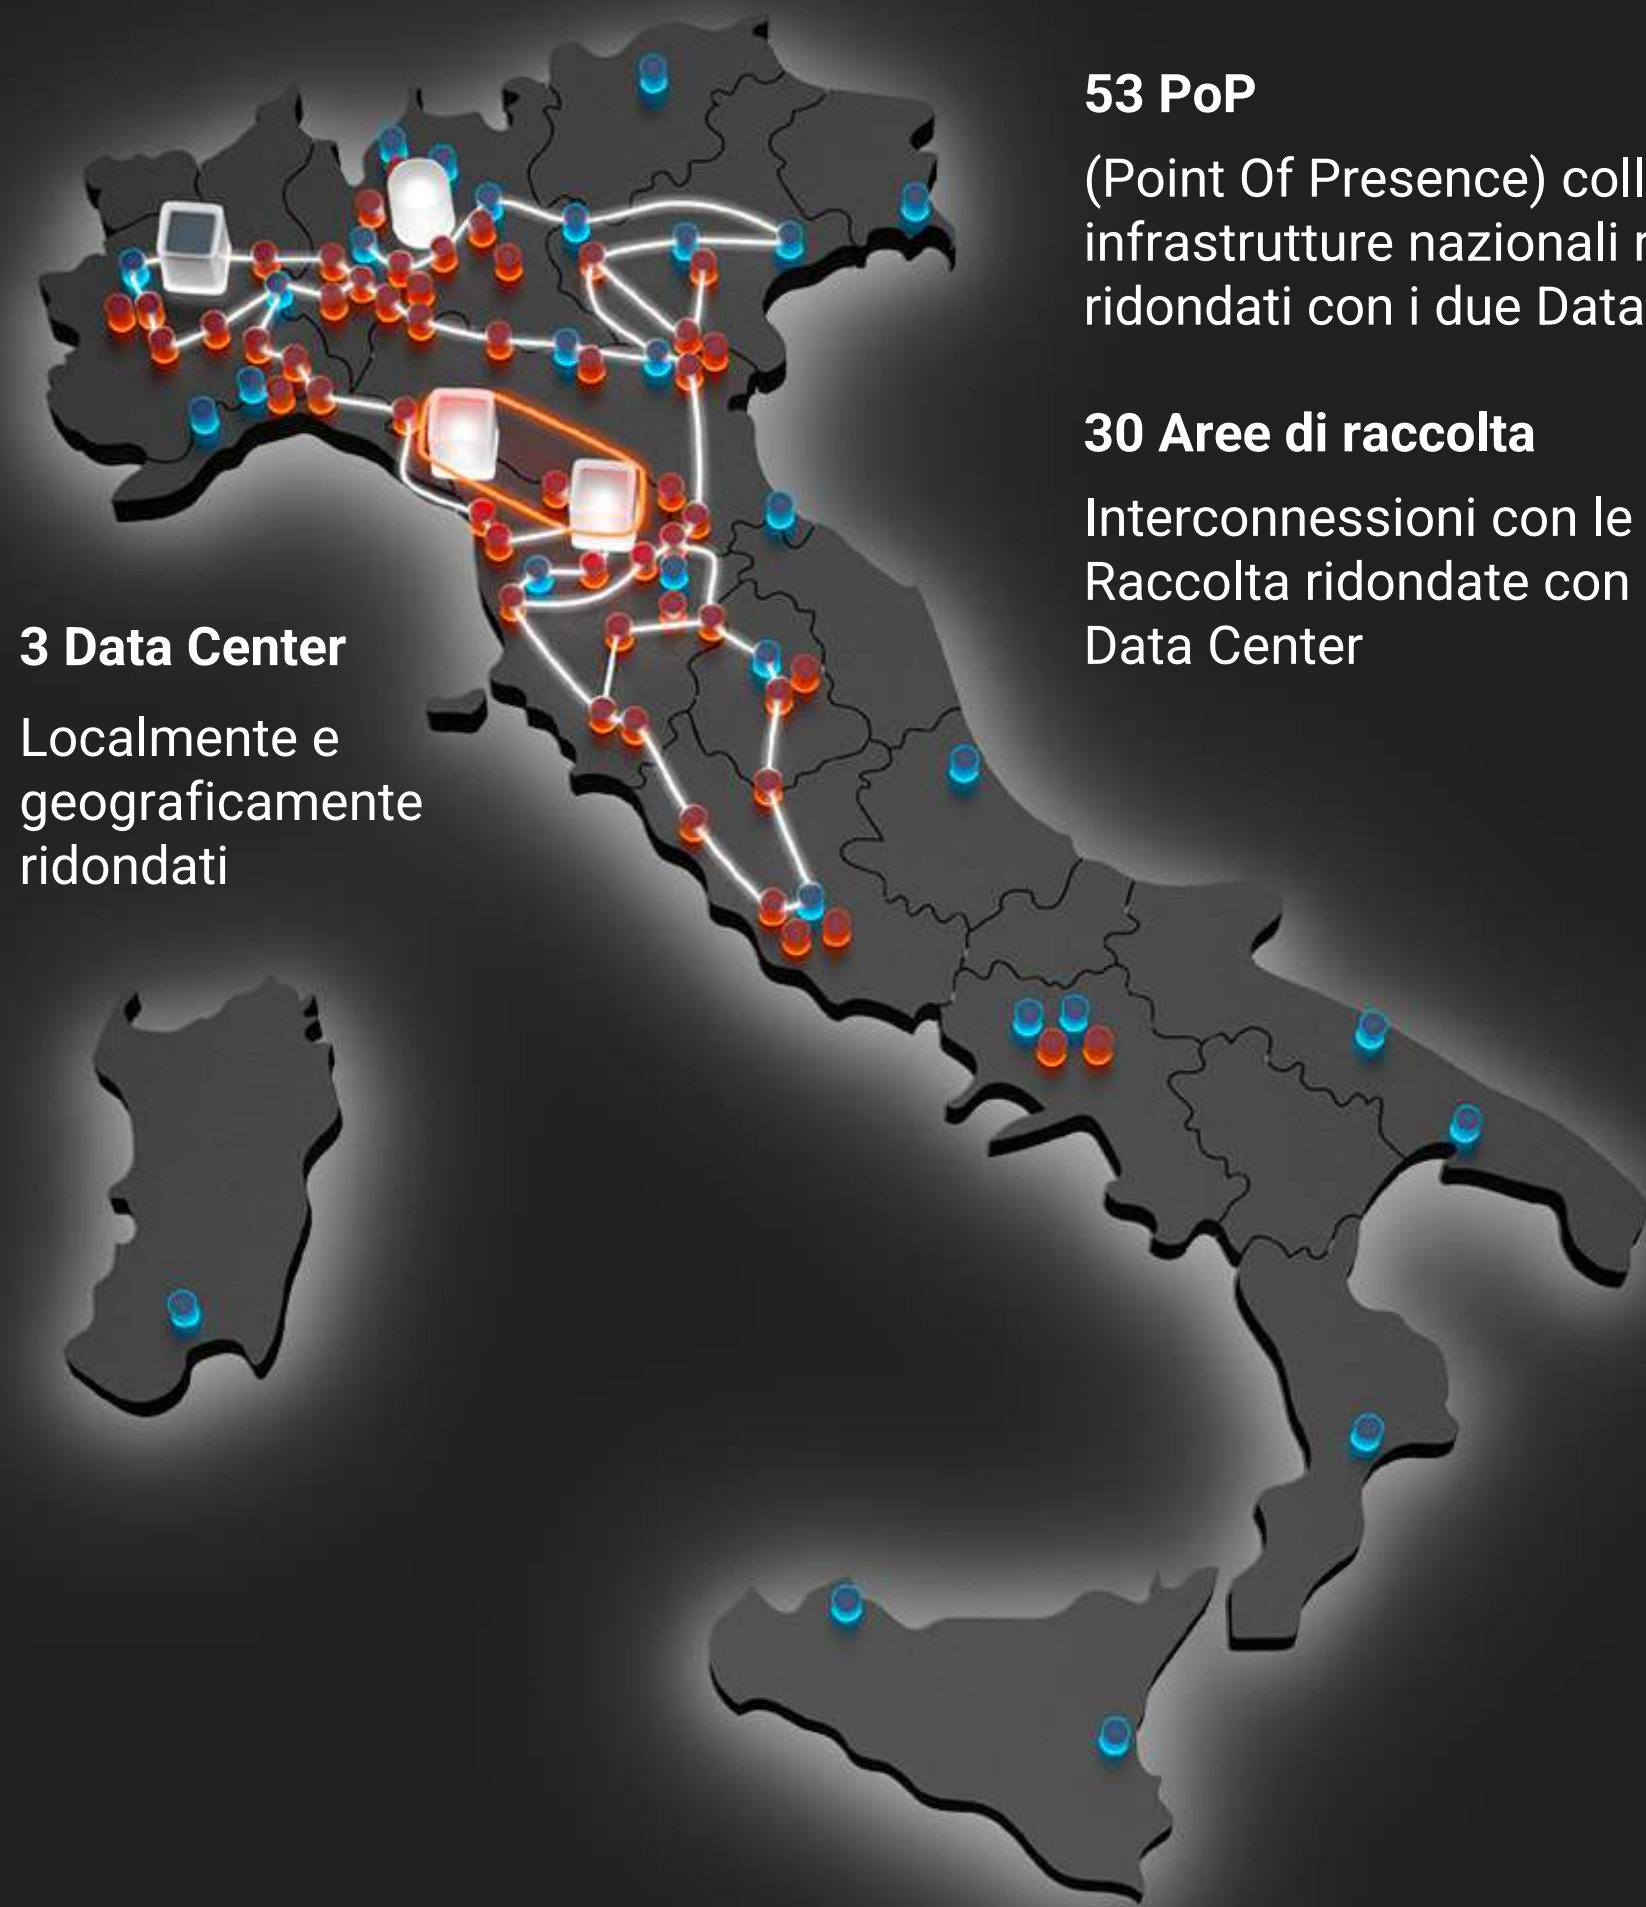 53 PoP
(Point Of Presence) coll
infrastrutture nazionali
ridondati con i due Data
30 Aree di raccolta
Interconnessioni con le
Raccolta ridondate con
Data Center
3 Data Center
Localmente e
geograficamente
ridondati